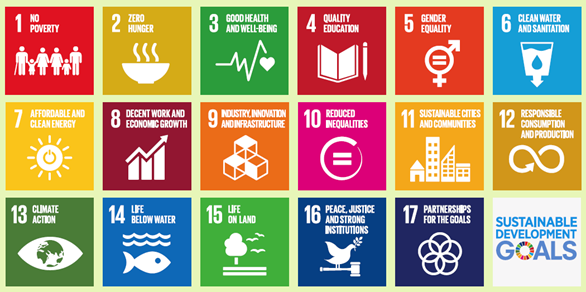 1 NO
POVERTY
2 ZERO
HUNGER
3 GOOD HEALTH
AND WELL-BEING
4 QUALITY
EDUCATION
5 GENDER
EQUALITY
6 CLEAN WATER
AND SANITATION
7 AFFORDABLE AND
CLEAN ENERGY
8 DECENT WORK AND
ECONOMIC GROWTH
9 INDUSTRY, INNOVATION
AND INFRASTRUCTURE
10 REDUCED
INEQUALITIES
11 SUSTAINABLE CITIES
AND COMMUNITIES
12 RESPONSIBLE
CONSUMPTION
AND PRODUCTION
13 CLIMATE
ACTION
14 LIFE
BELOW WATER
15 LIFE
ON LAND
16 PEACE, JUSTICE
AND STRONG
INSTITUTIONS
17 PARTNERSHIPS
FOR THE GOALS
SUSTAINABLE
DEVELOPMENT
GOALS